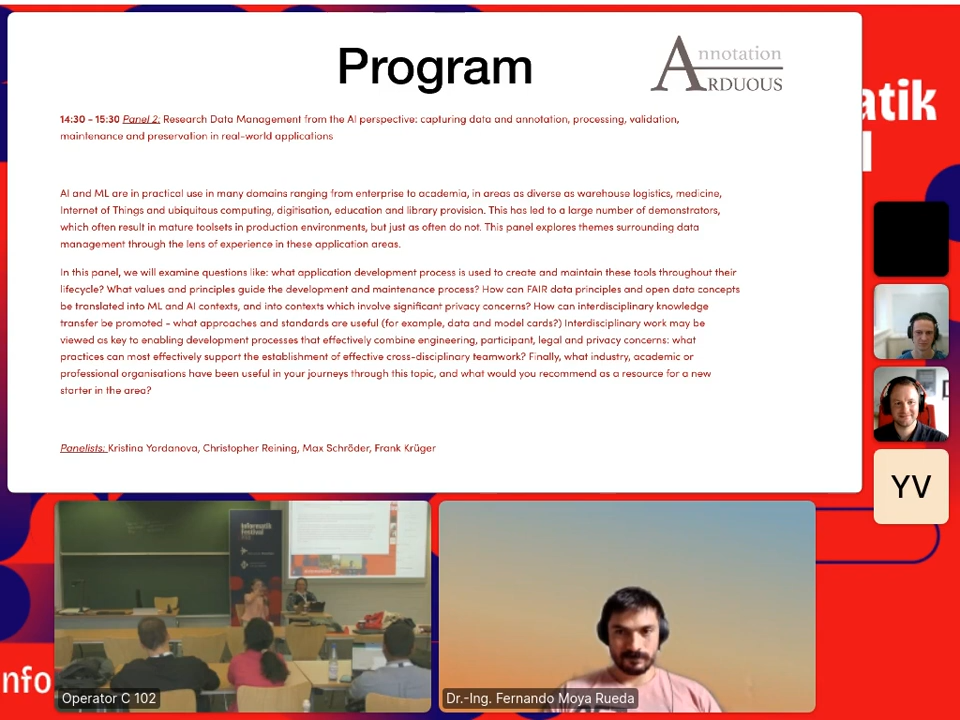 Program
Annotation
ARDUOUS
14:30 - 15:30 Panel 2: Research Data Management from the AI perspective: capturing data and annotation, processing, validation,
maintenance and preservation in real-world applications
AI and ML are in practical use in many domains ranging from enterprise to academia, in areas as diverse as warehouse logistics, medicine,
Internet of Things and ubiquitous computing, digitisation, education and library provision. This has led to a large number of demonstrators,
which often result in mature toolsets in production environments, but just as often do not. This panel explores themes surrounding data
management through the lens of experience in these application areas.
In this panel, we will examine questions like: what application development process is used to create and maintain these tools throughout their
lifecycle? What values and principles guide the development and maintenance process? How can FAIR data principles and open data concepts
be translated into ML and AI contexts, and into contexts which involve significant privacy concerns? How can interdisciplinary knowledge
transfer be promoted - what approaches and standards are useful (for example, data and model cards?) Interdisciplinary work may be
viewed as key to enabling development processes that effectively combine engineering, participant, legal and privacy concerns: what
practices can most effectively support the establishment of effective cross-disciplinary teamwork? Finally, what industry, academic or
professional organisations have been useful in your journeys through this topic, and what would you recommend as a resource for a new
starter in the area?
Panelists: Kristina Yordanova, Christopher Reining, Max Schröder, Frank Krüger
atik
l
YV
Informatik
Festival
nfo
Operator C 102
Dr.-Ing. Fernando Moya Rueda